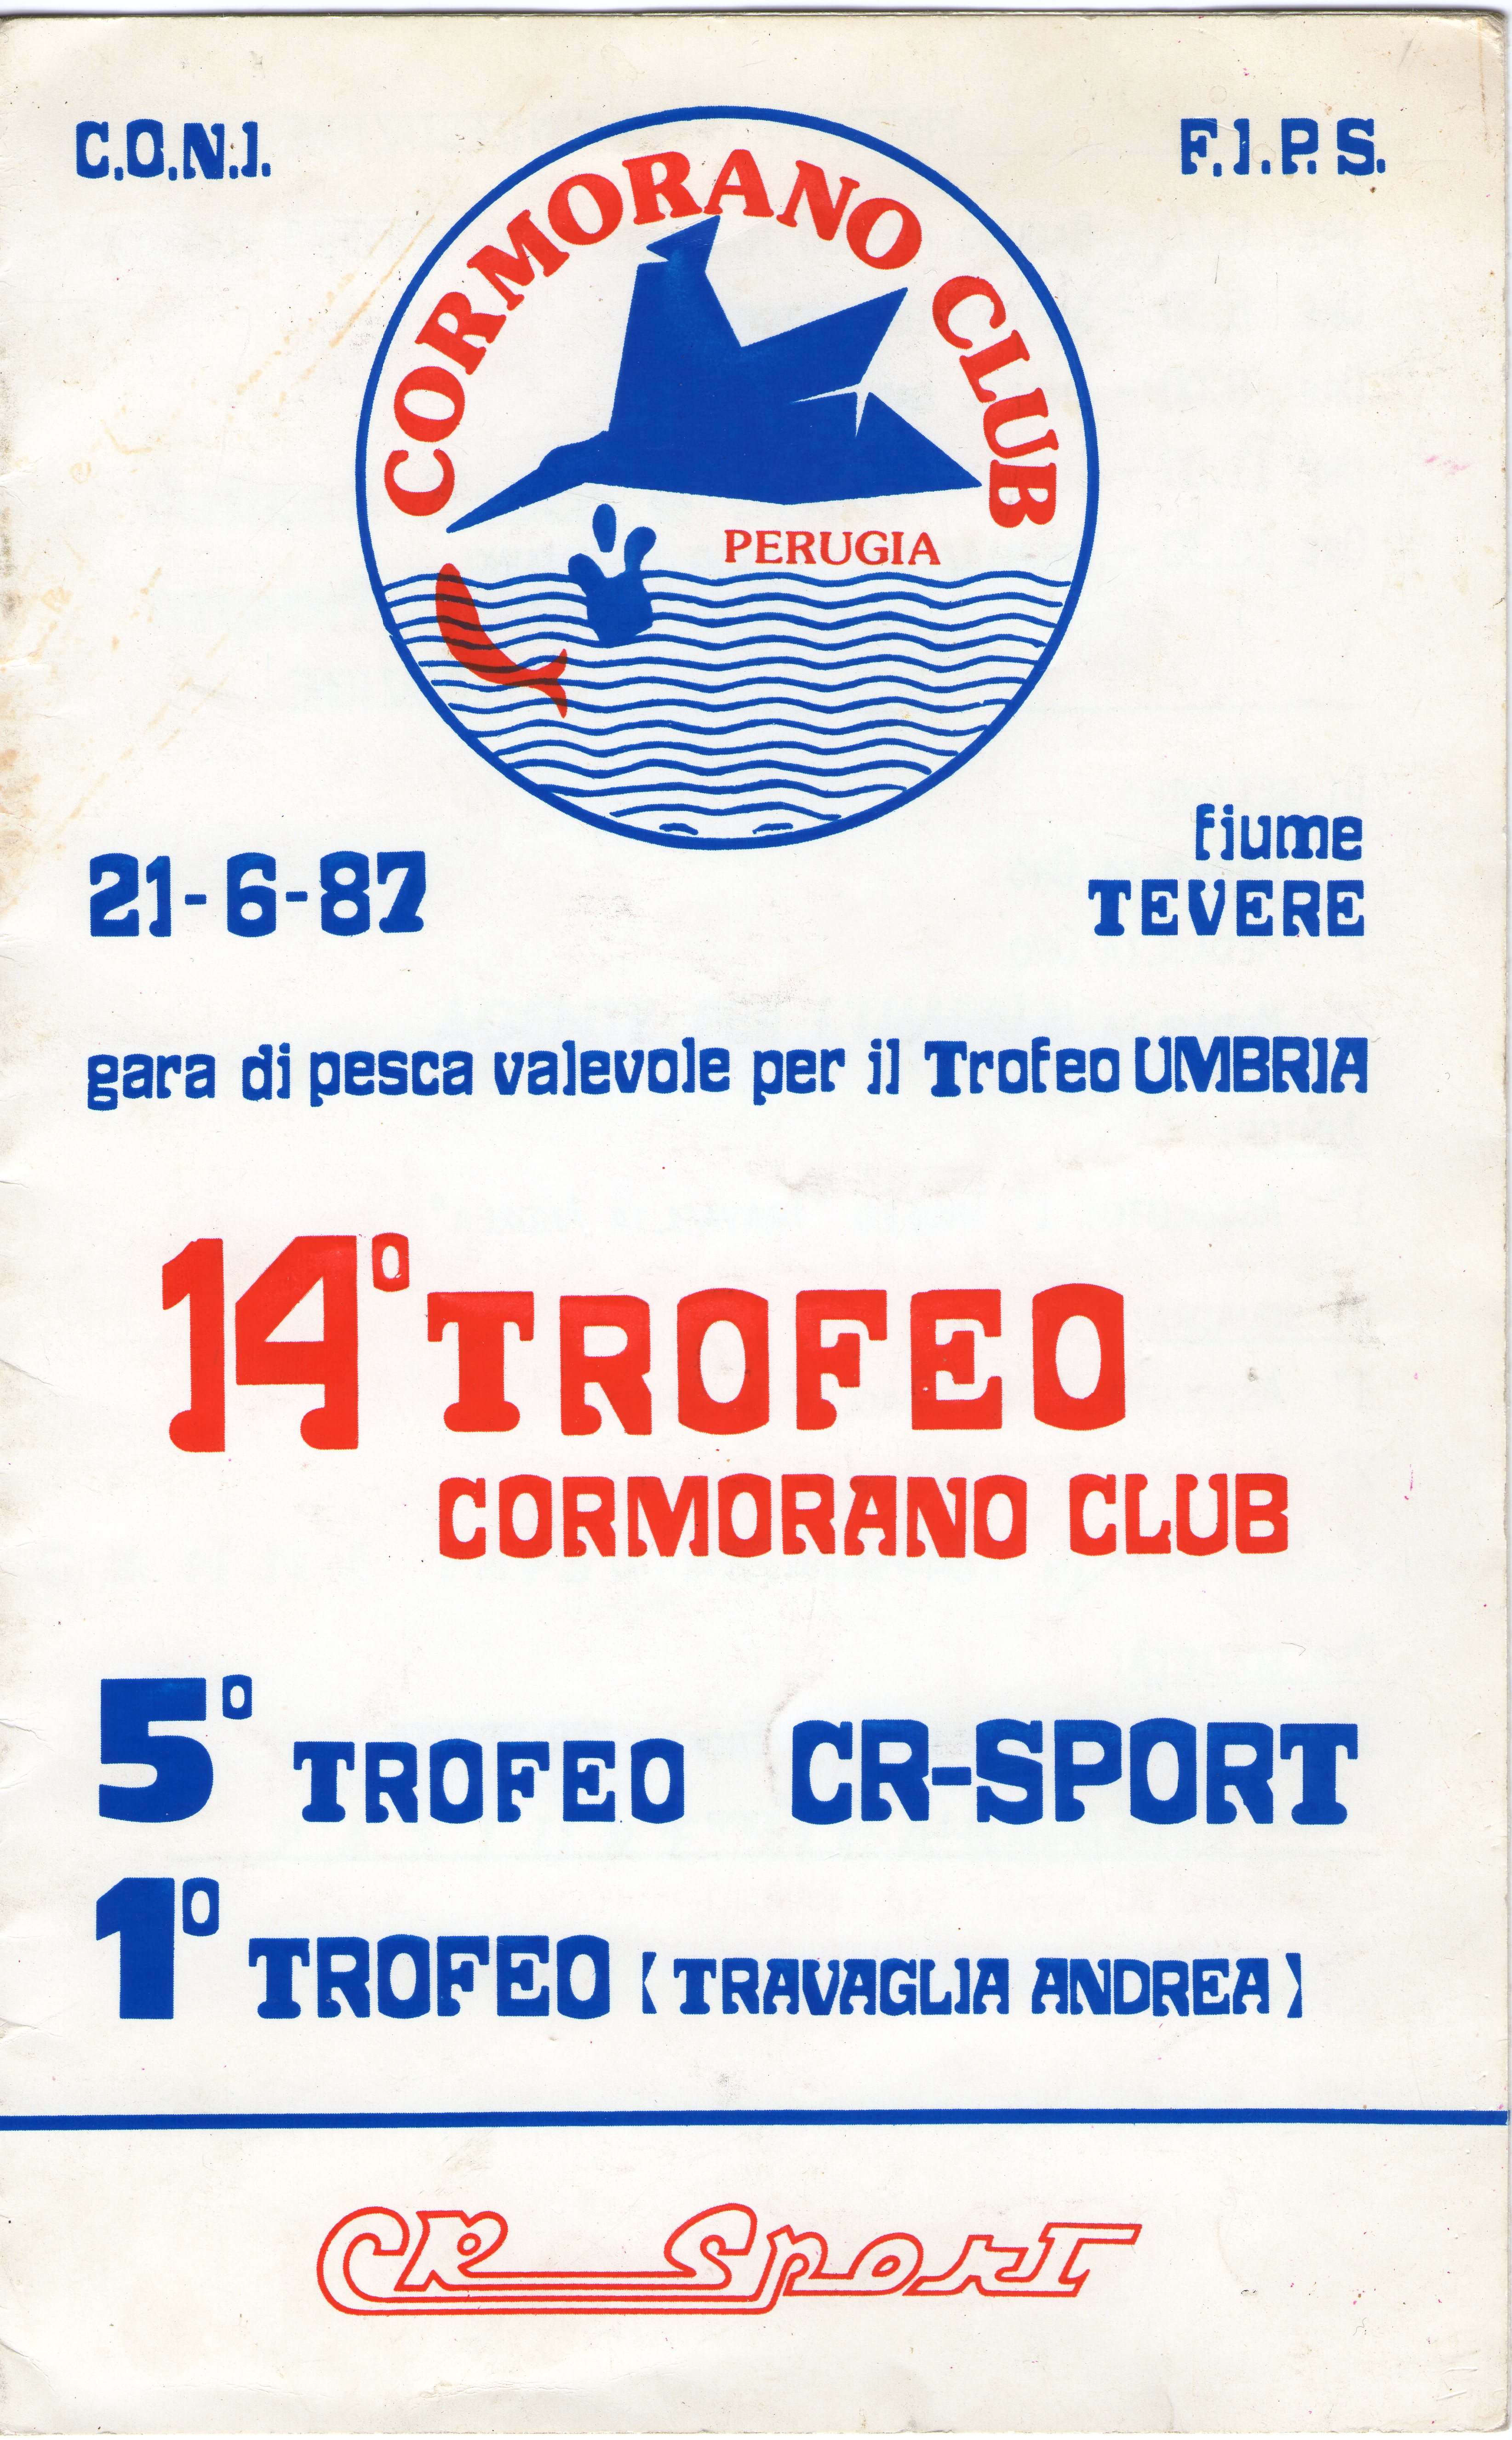 C.O.N.I.
F.I.P.S.
CORMORANO CLUB
PERUGIA
fiume
21-6-87
TEVERE
gara di pesca valevole per il Trofeo UMBRIA
14° TROFEO
CORMORANO CLUB
5° TROFEO CR-SPORT
1° TROFEO (TRAVAGLIA ANDREA)
CR Sport